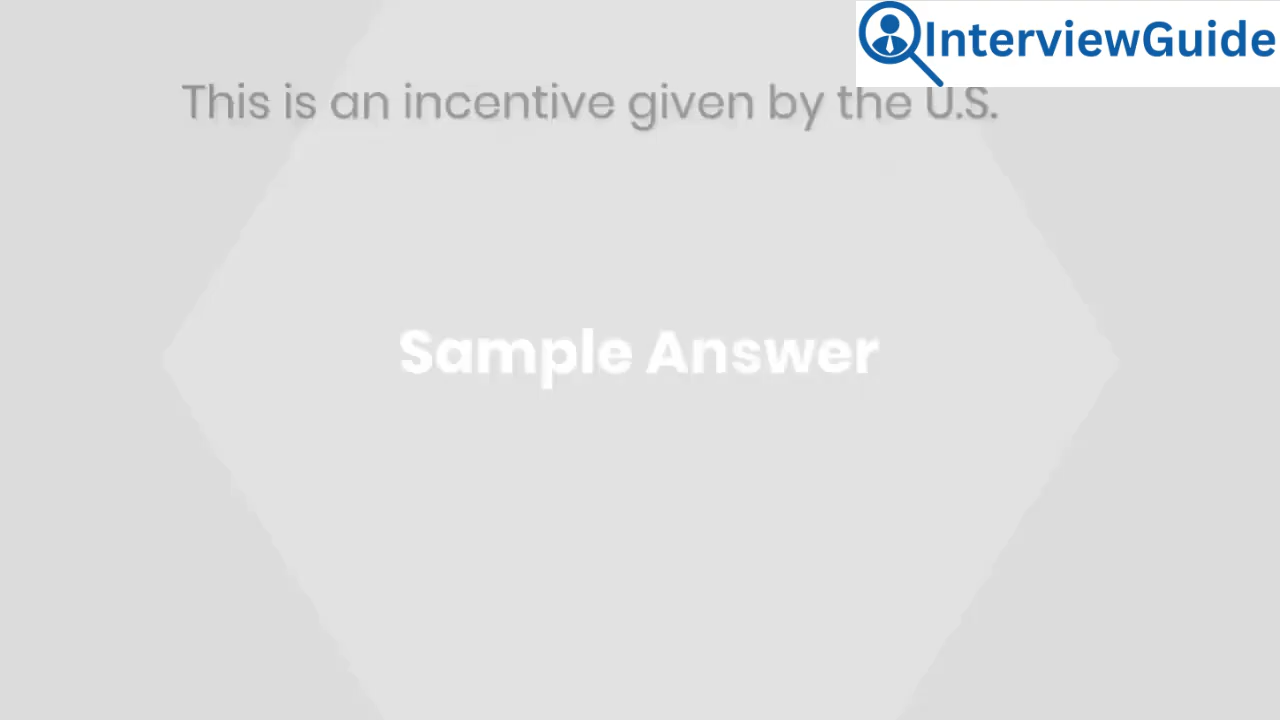 InterviewGuide
This is an incentive given by the U.S.
Sample Answer